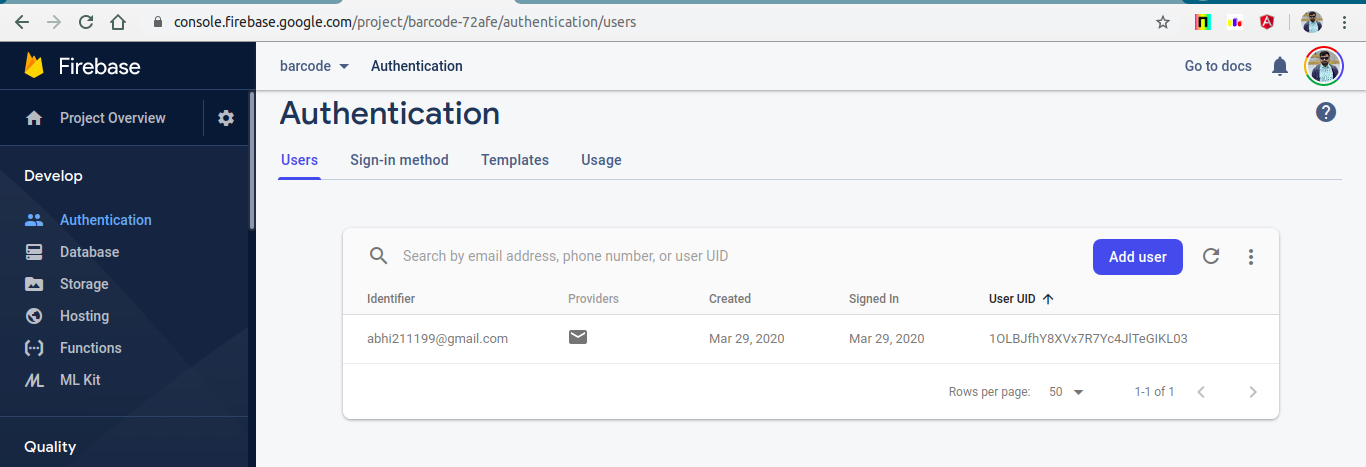 console.firebase.google.com/project/barcode-72afe/authentication/users
Firebase
barcode
Authentication
Go to docs
Project Overview
Authentication
Users
Sign-in method
Templates
Usage
Develop
Authentication
Database
Storage
Hosting
Functions
ML Kit
Quality
Search by email address, phone number, or user UID
Add user
Identifier
Providers
Created
Signed In
User UID
abhi211199@gmail.com
Mar 29, 2020
Mar 29, 2020
1OLBJfhY8XVx7R7Yc4JlTeGIKL03
Rows per page:
50
1-1 of 1